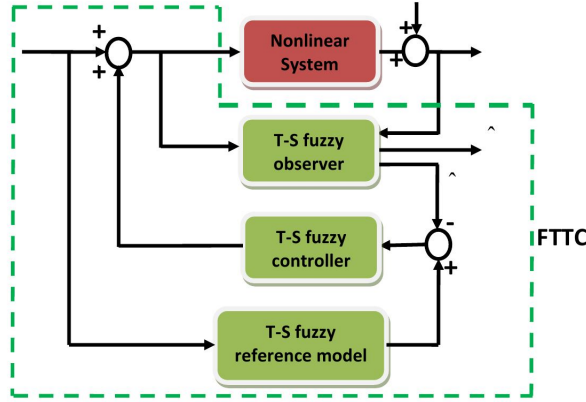 +
+
Nonlinear
System
+
+
T-S fuzzy
observer
^
^
-
T-S fuzzy
controller
+
FTTC
T-S fuzzy
reference model